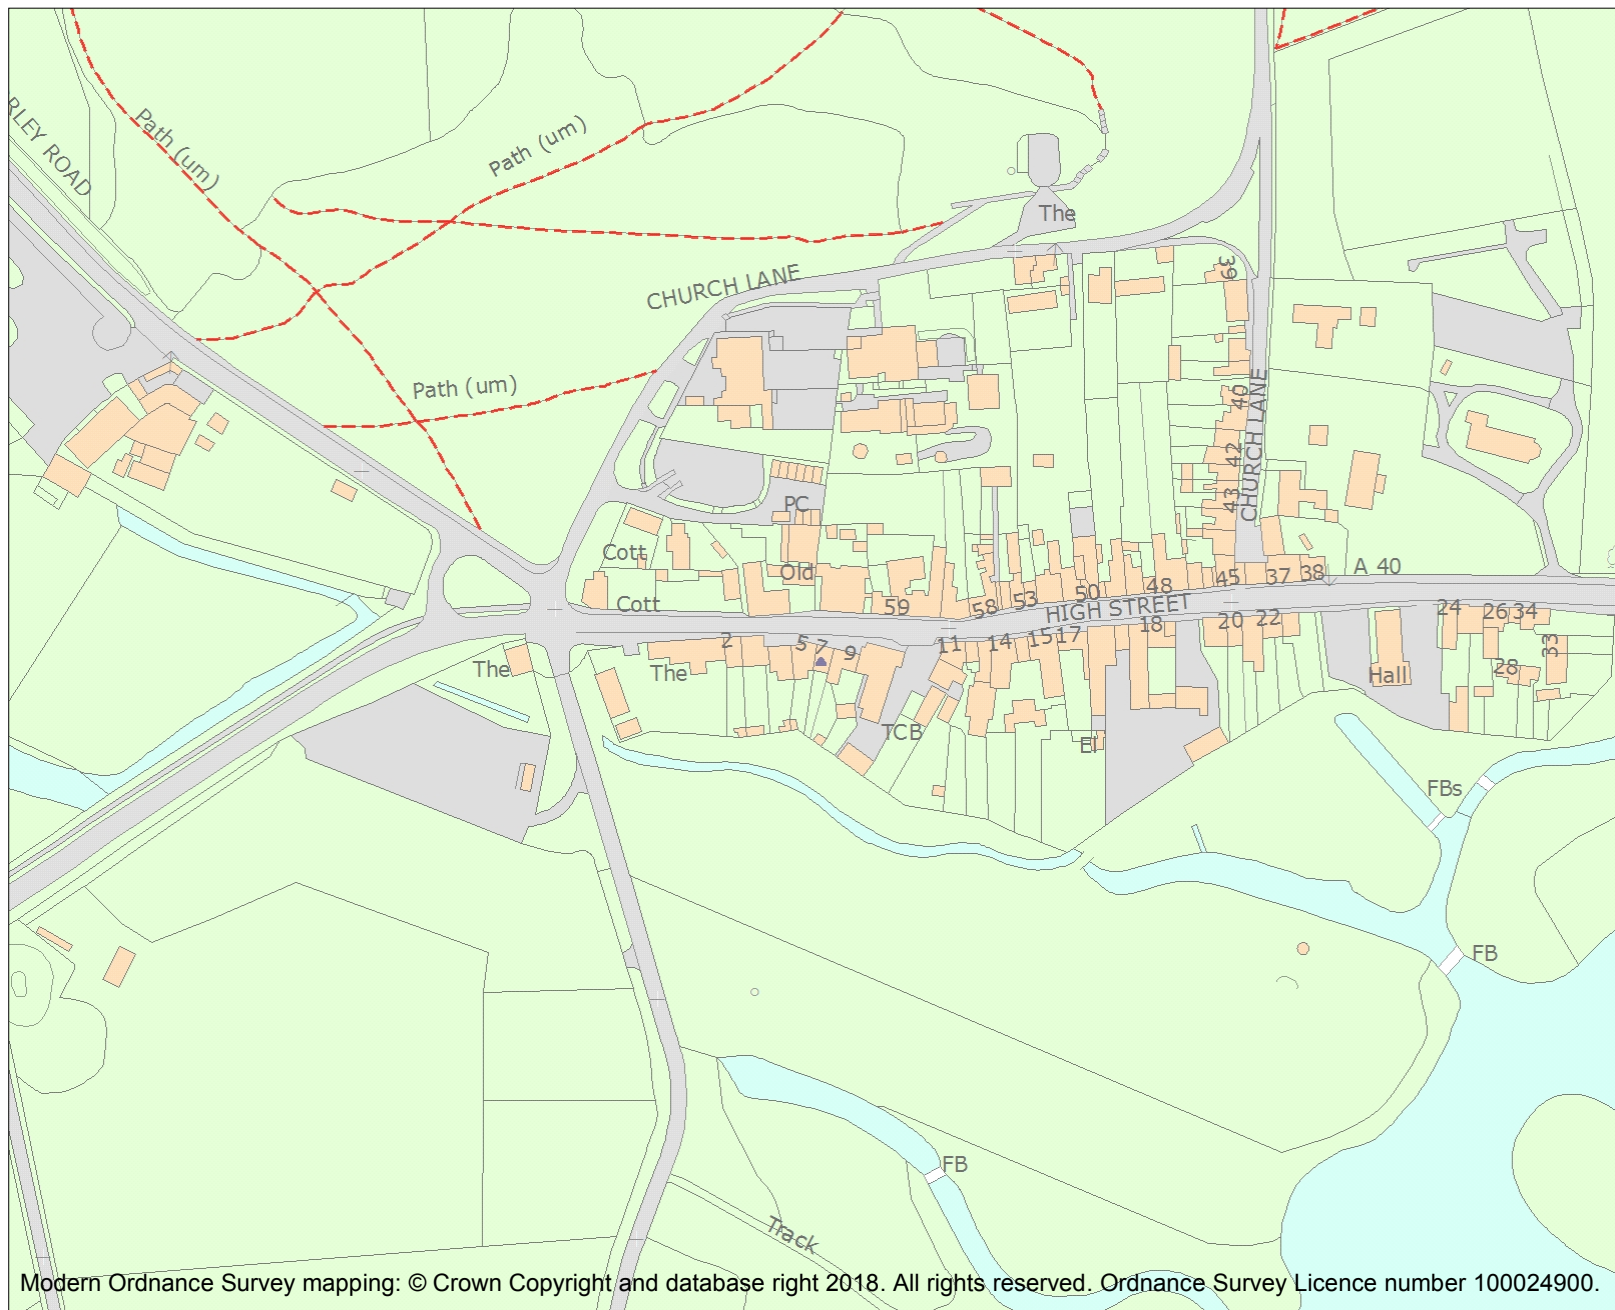 RLEY ROAD
Path (um)
Path (um)
The
CHURCH LANE
63
Path (um)
40
CHURCH LANE
42
43
PC
Cott
Old
Cott
59
58
53
50
48
45
37
38
A 40
HIGH STREET
2
5
7
9
11
14
15
17
18
20
22
24
26
34
33
28
The
The
Hall
TCB
El
FBs
FB
FB
Track
Modern Ordnance Survey mapping: © Crown Copyright and database right 2018. All rights reserved. Ordnance Survey Licence number 100024900.